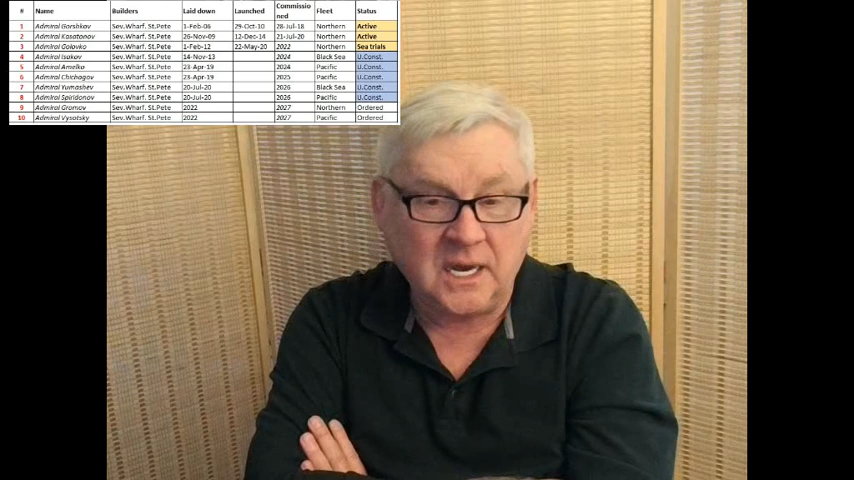 # Name Builders Laid down Launched Commissioned Fleet Status
1 Admiral Gorshkov Sev.Wharf. St.Pete 1-Feb-06 29-Oct-10 28-Jul-18 Northern Active
2 Admiral Kasatonov Sev.Wharf. St.Pete 26-Nov-09 12-Dec-14 21-Jul-20 Northern Active
3 Admiral Golovko Sev.Wharf. St.Pete 1-Feb-12 22-May-20 2022 Northern Sea trials
4 Admiral Isakov Sev.Wharf. St.Pete 14-Nov-13 2024 Black Sea U.Const.
5 Admiral Amelko Sev.Wharf. St.Pete 23-Apr-19 2024 Pacific U.Const.
6 Admiral Chichagov Sev.Wharf. St.Pete 23-Apr-19 2025 Pacific U.Const.
7 Admiral Yumashev Sev.Wharf. St.Pete 20-Jul-20 2026 Black Sea U.Const.
8 Admiral Spiridonov Sev.Wharf. St.Pete 20-Jul-20 2026 Pacific U.Const.
9 Admiral Gromov Sev.Wharf. St.Pete 2022 2027 Northern Ordered
10 Admiral Vysotsky Sev.Wharf. St.Pete 2022 2027 Pacific Ordered